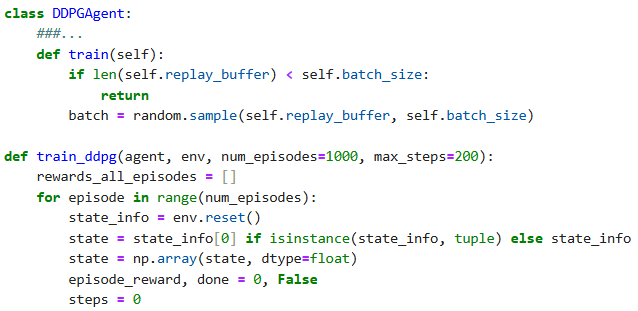 class DDPGAgent:
    ###...
    def train(self):
        if len(self.replay_buffer) < self.batch_size:
            return
        batch = random.sample(self.replay_buffer, self.batch_size)

def train_ddpg(agent, env, num_episodes=1000, max_steps=200):
    rewards_all_episodes = []
    for episode in range(num_episodes):
        state_info = env.reset()
        state = state_info[0] if isinstance(state_info, tuple) else state_info
        state = np.array(state, dtype=float)
        episode_reward, done = 0, False
        steps = 0